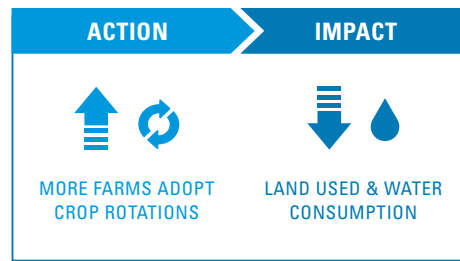 ACTION
IMPACT
MORE FARMS ADOPT
CROP ROTATIONS
LAND USED & WATER
CONSUMPTION